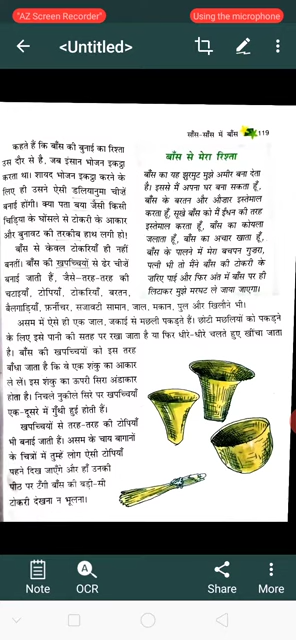 "AZ Screen Recorder"
Using the microphone
<Untitled>
साँस-साँस में बाँस 119
कहते हैं कि बाँस की बुनाई का रिश्ता
उस दौर से है, जब इंसान भोजन इकट्ठा
करता था। शायद भोजन इकट्ठा करने के
लिए ही उसने ऐसी डलियानुमा चीज़ें
बनाई होंगी। क्या पता बया जैसी किसी
चिड़िया के घोंसले से टोकरी के आकार
और बुनावट की तरकीब हाथ लगी हो!
बाँस से केवल टोकरियाँ ही नहीं
बनतीं। बाँस की खपच्चियों से ढेर चीज़ें
बनाई जाती हैं, जैसे-तरह-तरह की
चटाइयाँ, टोपियाँ, टोकरियाँ, बरतन,
बैलगाड़ियाँ, फ़र्नीचर, सजावटी सामान, जाल, मकान, पुल और खिलौने भी।
बाँस से मेरा रिश्ता
बाँस का यह झुरमुट मुझे अमीर बना देता
है। इससे मैं अपना घर बना सकता हूँ,
बाँस के बरतन और औज़ार इस्तेमाल
करता हूँ, सूखे बाँस को मैं ईंधन की तरह
इस्तेमाल करता हूँ, बाँस का कोयला
जलाता हूँ, बाँस का अचार खाता हूँ,
बाँस के पालने में मेरा बचपन गुज़रा,
पत्नी भी तो मैंने बाँस की टोकरी के
ज़रिए पाई और फिर अंत में बाँस पर ही
लिटाकर मुझे मरघट ले जाया जाएगा।
असम में ऐसे ही एक जाल, जकाई से मछली पकड़ते हैं। छोटी मछलियों को पकड़ने
के लिए इसे पानी की सतह पर रखा जाता है या फिर धीरे-धीरे चलते हुए खींचा जाता
है। बाँस की खपच्चियों को इस तरह
बाँधा जाता है कि वे एक शंकु का आकार
ले लें। इस शंकु का ऊपरी सिरा अंडाकार
होता है। निचले नुकीले सिरे पर खपच्चियाँ
एक-दूसरे में गुँथी हुई होती हैं।
खपच्चियों से तरह-तरह की टोपियाँ
भी बनाई जाती हैं। असम के चाय बागानों
के चित्रों में तुम्हें लोग ऐसी टोपियाँ
पहने दिख जाएँगे और हाँ उनकी
पीठ पर टँगी बाँस की बड़ी-सी
टोकरी देखना न भूलना।
Note
OCR
Share
More